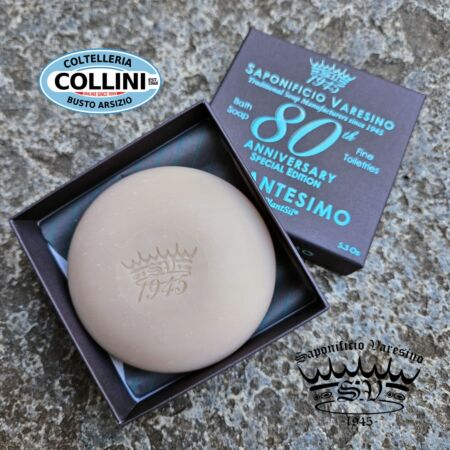 COLTELLERIA
COLLINI
BUSTO ARSIZIO
1945
SAPONIFICIO VARESINO
Traditional Soap Manufacturers since 1945
Bath
Soap
80th
Fine
Toiletries
ANNIVERSARY
SPECIAL EDITION
ANTESIMO
PlantSil®
5.3 Oz
SV
1945
Saponificio Varesino
SV
-1945-